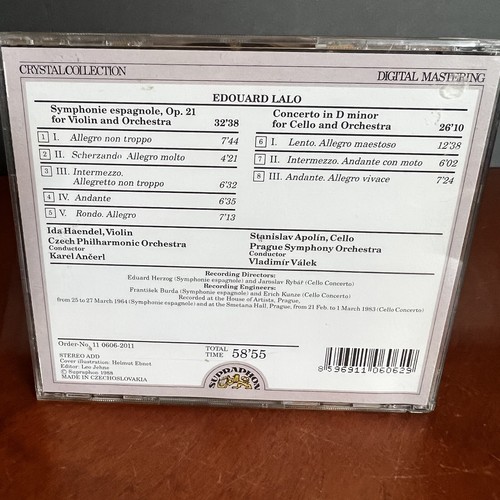 CRYSTAL COLLECTION
DIGITAL MASTERING
EDOUARD LALO
Symphonie espagnole, Op. 21
for Violin and Orchestra 32'38
1 I. Allegro non troppo 7'44
2 II. Scherzando. Allegro molto 4'21
3 III. Intermezzo.
Allegretto non troppo 6'32
4 IV. Andante 6'35
5 V. Rondo. Allegro 7'13
Ida Haendel, Violin
Czech Philharmonic Orchestra
Conductor
Karel Ančerl
Concerto in D minor
for Cello and Orchestra 26'10
6 I. Lento. Allegro maestoso 12'38
7 II. Intermezzo. Andante con moto 6'02
8 III. Andante. Allegro vivace 7'24
Stanislav Apolín, Cello
Prague Symphony Orchestra
Conductor
Vladimír Válek
Recording Directors:
Eduard Herzog (Symphonie espagnole) and Jaroslav Rybář (Cello Concerto)
Recording Engineers:
František Burda (Symphonie espagnole) and Erich Kunze (Cello Concerto)
Recorded at the House of Artists, Prague,
from 25 to 27 March 1964 (Symphonie espagnole) and at the Smetana Hall, Prague, from 21 Feb. to 1 March 1983 (Cello Concerto)
Order-No. 11 0606-2011
STEREO ADD
Cover illustration: Helmut Ebnet
Editor: Leo Jehne
© Supraphon 1988
MADE IN CZECHOSLOVAKIA
TOTAL
TIME 58'55
SUPRAPHON
8 596911 060629